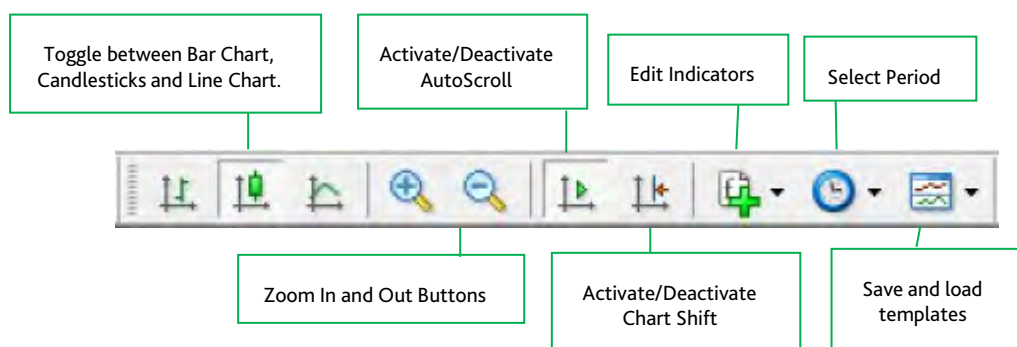 Toggle between Bar Chart,
Candlesticks and Line Chart.
Activate/Deactivate
AutoScroll
Edit Indicators
Select Period
Zoom In and Out Buttons
Activate/Deactivate
Chart Shift
Save and load
templates